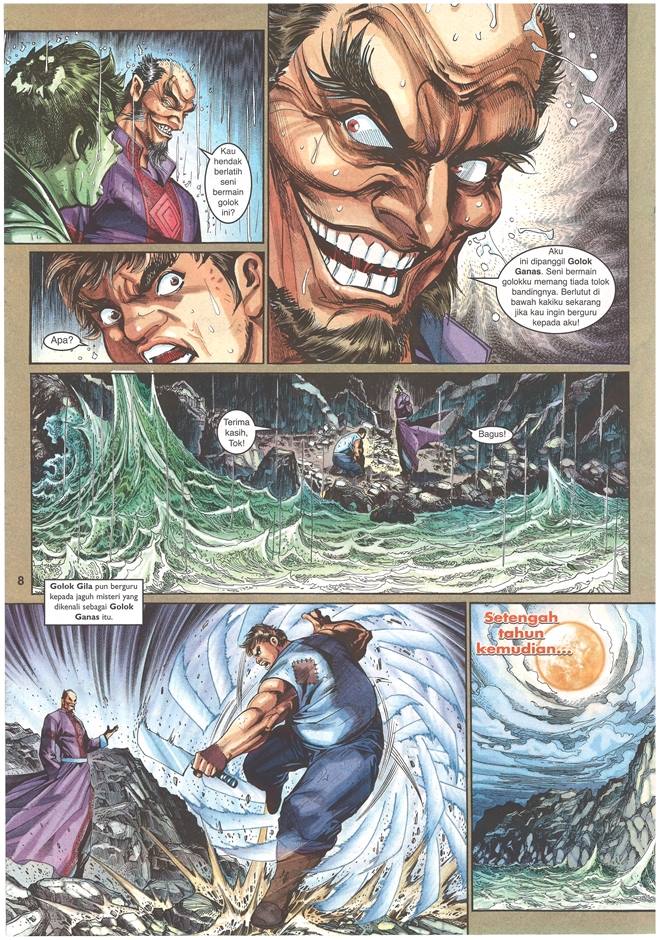 Kau
hendak
berlatih
seni
bermain
golok
ini?
Aku
ini dipanggil Golok
Ganas. Seni bermain
golokku memang tiada tolok
bandingnya. Berlutut di
bawah kakiku sekarang
jika kau ingin berguru
kepada aku!
Apa?
Terima
kasih,
Tok!
Bagus!
8
Golok Gila pun berguru
kepada jaguh misteri yang
dikenali sebagai Golok
Ganas itu.
Setengah
tahun
kemudian...